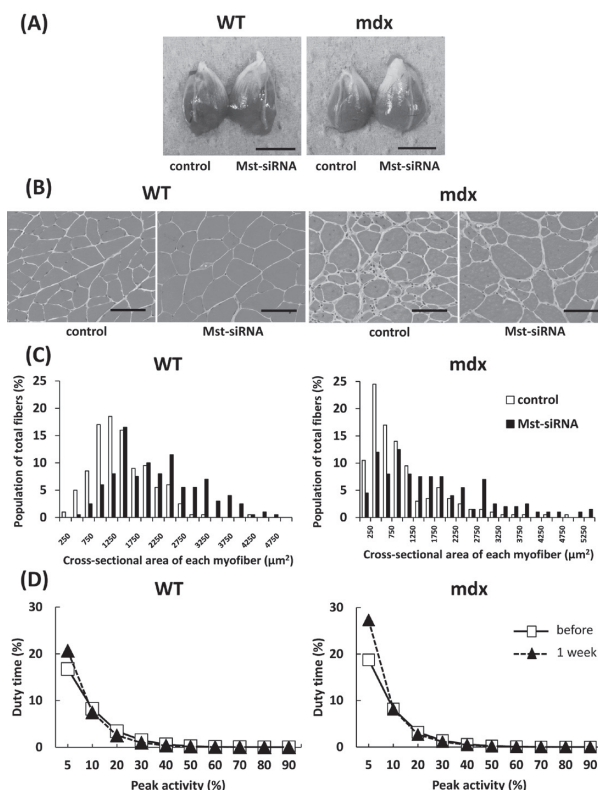 (A)
WT mdx
control Mst-siRNA control Mst-siRNA
(B)
WT mdx
control Mst-siRNA control Mst-siRNA
(C)
WT mdx
Population of total fibers (%)
25
20
15
10
5
0
250 750 1250 1750 2250 2750 3250 3750 4250 4750
Cross-sectional area of each myofiber (μm²)
Population of total fibers (%)
25
20
15
10
5
0
250 750 1250 1750 2250 2750 3250 3750 4250 4750 5250
Cross-sectional area of each myofiber (μm²)
control
Mst-siRNA
(D)
WT mdx
Duty time (%)
30
20
10
0
5 10 20 30 40 50 60 70 80 90
Peak activity (%)
Duty time (%)
30
20
10
0
5 10 20 30 40 50 60 70 80 90
Peak activity (%)
before
1 week